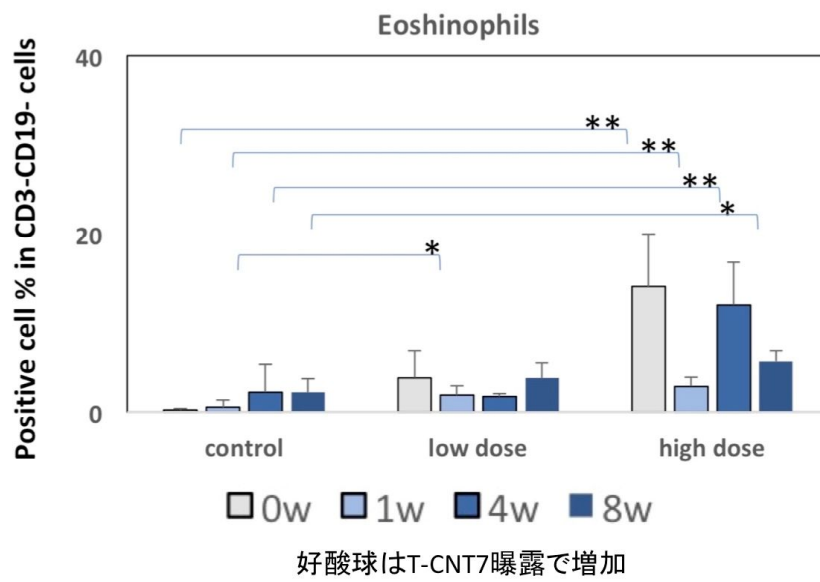 Eoshinophils
Positive cell % in CD3-CD19- cells
40
20
0
**
**
**
*
*
control low dose high dose
0w 1w 4w 8w
好酸球はT-CNT7曝露で増加